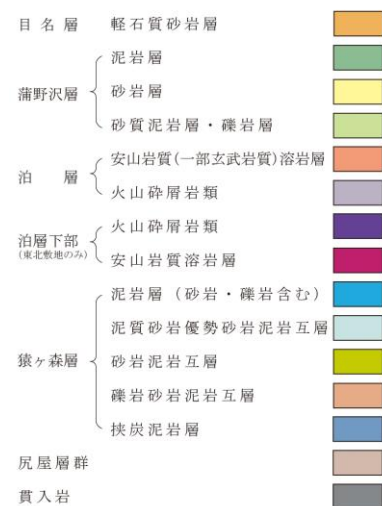 目名層 軽石質砂岩層
泥岩層
蒲野沢層 砂岩層
砂質泥岩層・礫岩層
安山岩質(一部玄武岩質)溶岩層
泊層
火山砕屑岩類
火山砕屑岩類
泊層下部
(東北敷地のみ)
安山岩質溶岩層
泥岩層(砂岩・礫岩含む)
泥質砂岩優勢砂岩泥岩互層
猿ヶ森層 砂岩泥岩互層
礫岩砂岩泥岩互層
挟炭泥岩層
尻屋層群
貫入岩